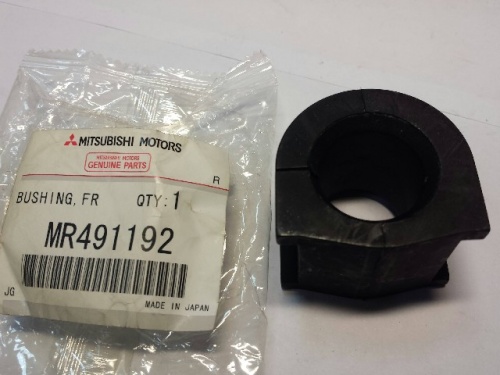 MITSUBISHI MOTORS
MITSUBISHI MOTORS
GENUINE PARTS
R
BUSHING, FR QTY:1
MR491192
JG
MADE IN JAPAN